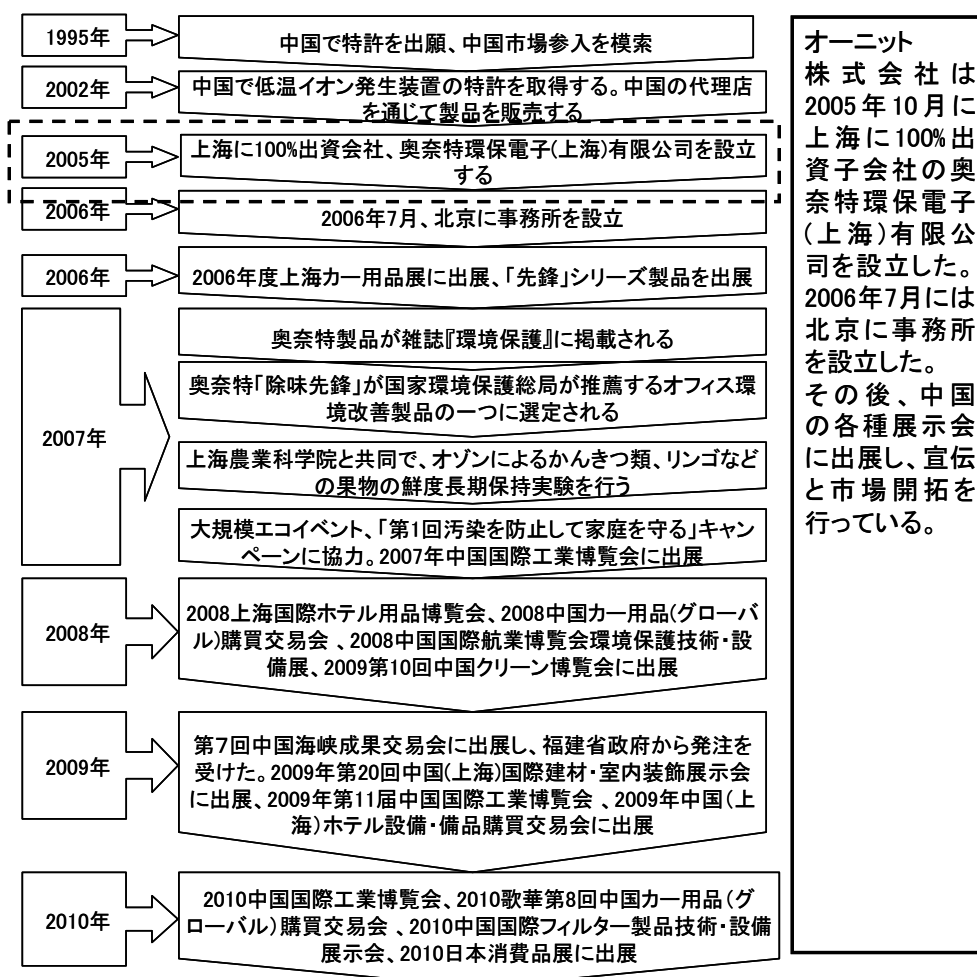 1995年
中国で特許を出願、中国市場参入を模索
2002年
中国で低温イオン発生装置の特許を取得する。中国の代理店
を通じて製品を販売する
2005年
上海に100%出資会社、奥奈特環保電子(上海)有限公司を設立
する
2006年
2006年7月、北京に事務所を設立
2006年
2006年度上海カー用品展に出展、「先鋒」シリーズ製品を出展
2007年
奥奈特製品が雑誌『環境保護』に掲載される
奥奈特「除味先鋒」が国家環境保護総局が推薦するオフィス環
境改善製品の一つに選定される
上海農業科学院と共同で、オゾンによるかんきつ類、リンゴなど
の果物の鮮度長期保持実験を行う
大規模エコイベント、「第1回汚染を防止して家庭を守る」キャン
ペーンに協力。2007年中国国際工業博覧会に出展
2008年
2008上海国際ホテル用品博覧会、2008中国カー用品(グローバ
ル)購買交易会 、2008中国国際航業博覧会環境保護技術・設
備展、2009第10回中国クリーン博覧会に出展
2009年
第7回中国海峡成果交易会に出展し、福建省政府から発注を
受けた。2009年第20回中国(上海)国際建材・室内装飾展示会
に出展、2009年第11届中国国際工業博覧会 、2009年中国(上
海)ホテル設備・備品購買交易会に出展
2010年
2010中国国際工業博覧会、2010歌華第8回中国カー用品(グ
ローバル)購買交易会 、2010中国国際フィルター製品技術・設備
展示会、2010日本消費品展に出展
オーニット
株式会社は
2005年10月に
上海に100%出
資子会社の奥
奈特環保電子
(上海)有限公
司を設立した。
2006年7月には
北京に事務所
を設立した。
その後、中国
の各種展示会
に出展し、宣伝
と市場開拓を
行っている。